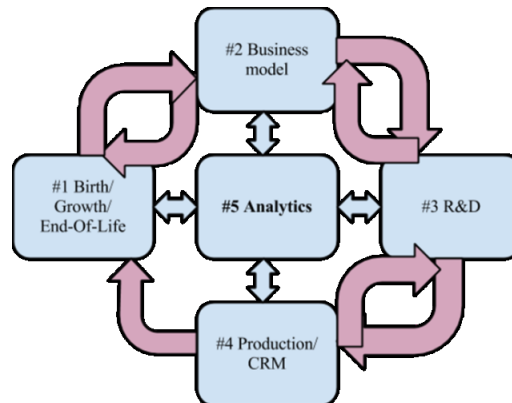 #2 Business
model
#1 Birth/
Growth/
End-Of-Life
#5 Analytics
#3 R&D
#4 Production/
CRM